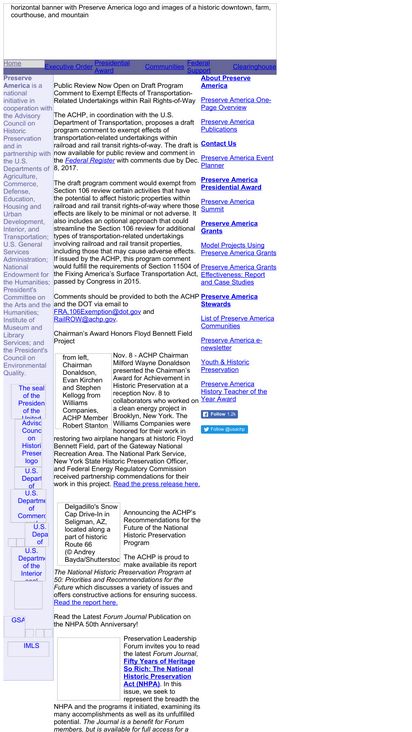 horizontal banner with Preserve America logo and images of a historic downtown, farm,
courthouse, and mountain
Home
Executive Order
Presidential
Award
Communities
Federal
Support
Clearinghouse
Preserve
America is a
national
initiative in
cooperation with
the Advisory
Council on
Historic
Preservation
and in
partnership with
the U.S.
Departments of
Agriculture,
Commerce,
Defense,
Education,
Housing and
Urban
Development,
Interior, and
Transportation;
U.S. General
Services
Administration;
National
Endowment for
the Humanities;
President's
Committee on
the Arts and the
Humanities;
Institute of
Museum and
Library
Services; and
the President's
Council on
Environmental
Quality.
The seal
of the
Presiden
of the
Advisory
Council
on
Historic
Preser
logo
U.S.
Depart
of
U.S.
Departme
of
Commerc
U.S.
Depa
of
U.S.
Departme
of the
Interior
GSA
IMLS
Public Review Now Open on Draft Program
Comment to Exempt Effects of Transportation-
Related Undertakings within Rail Rights-of-Way
The ACHP, in coordination with the U.S.
Department of Transportation, proposes a draft
program comment to exempt effects of
transportation-related undertakings within
railroad and rail transit rights-of-way. The draft is
now available for public review and comment in
the Federal Register with comments due by Dec.
8, 2017.
The draft program comment would exempt from
Section 106 review certain activities that have
the potential to affect historic properties within
railroad and rail transit rights-of-way where those
effects are likely to be minimal or not adverse. It
also includes an optional approach that could
streamline the Section 106 review for additional
types of transportation-related undertakings
involving railroad and rail transit properties,
including those that may cause adverse effects.
If issued by the ACHP, this program comment
would fulfill the requirements of Section 11504 of
the Fixing America's Surface Transportation Act,
passed by Congress in 2015.
Comments should be provided to both the ACHP
and the DOT via email to
FRA.106Exemption@dot.gov and
RailROW@achp.gov.
Chairman's Award Honors Floyd Bennett Field
Project
from left,
Chairman
Donaldson,
Evan Kirchen
and Stephen
Kellogg from
Williams
Companies,
ACHP Member
Robert Stanton
Nov. 8 - ACHP Chairman
Milford Wayne Donaldson
presented the Chairman's
Award for Achievement in
Historic Preservation at a
reception Nov. 8 to
collaborators who worked on
a clean energy project in
Brooklyn, New York. The
Williams Companies were
honored for their work in
restoring two airplane hangars at historic Floyd
Bennett Field, part of the Gateway National
Recreation Area. The National Park Service,
New York State Historic Preservation Officer,
and Federal Energy Regulatory Commission
received partnership commendations for their
work in this project. Read the press release here.
Delgadillo's Snow
Cap Drive-In in
Seligman, AZ,
located along a
part of historic
Route 66
(© Andrey
Bayda/Shutterstoc
Announcing the ACHP's
Recommendations for the
Future of the National
Historic Preservation
Program
The ACHP is proud to
make available its report
The National Historic Preservation Program at
50: Priorities and Recommendations for the
Future which discusses a variety of issues and
offers constructive actions for ensuring success.
Read the report here.
Read the Latest Forum Journal Publication on
the NHPA 50th Anniversary!
Preservation Leadership
Forum invites you to read
the latest Forum Journal,
Fifty Years of Heritage
So Rich: The National
Historic Preservation
Act (NHPA). In this
issue, we seek to
represent the breadth the
NHPA and the programs it initiated, examining its
many accomplishments as well as its unfulfilled
potential. The Journal is a benefit for Forum
members, but is available for full access for a
About Preserve
America
Preserve America One-
Page Overview
Preserve America
Publications
Contact Us
Preserve America Event
Planner
Preserve America
Presidential Award
Preserve America
Summit
Preserve America
Grants
Model Projects Using
Preserve America Grants
Preserve America Grants
Effectiveness: Report
and Case Studies
Preserve America
Stewards
List of Preserve America
Communities
Preserve America e-
newsletter
Youth & Historic
Preservation
Preserve America
History Teacher of the
Year Award
Follow 1.2k
Follow @usachp